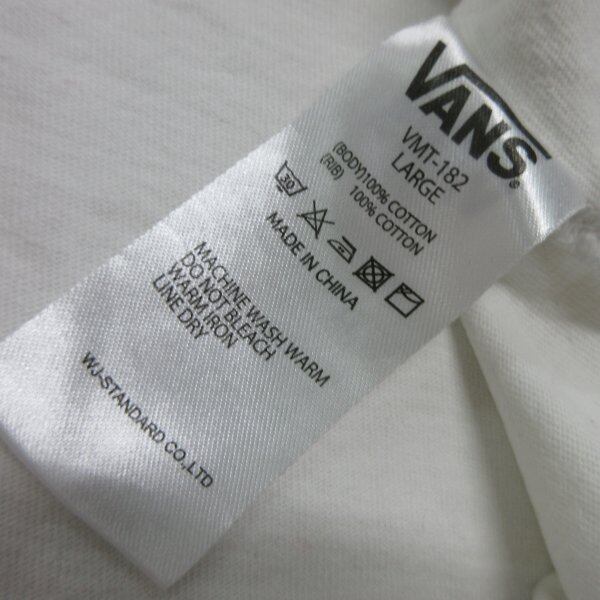 VANS®
VMT-182
LARGE
(BODY)100% COTTON
(RIB) 100% COTTON
30
MADE IN CHINA
MACHINE WASH WARM
DO NOT BLEACH
WARM IRON
LINE DRY
WJ-STANDARD CO.,LTD